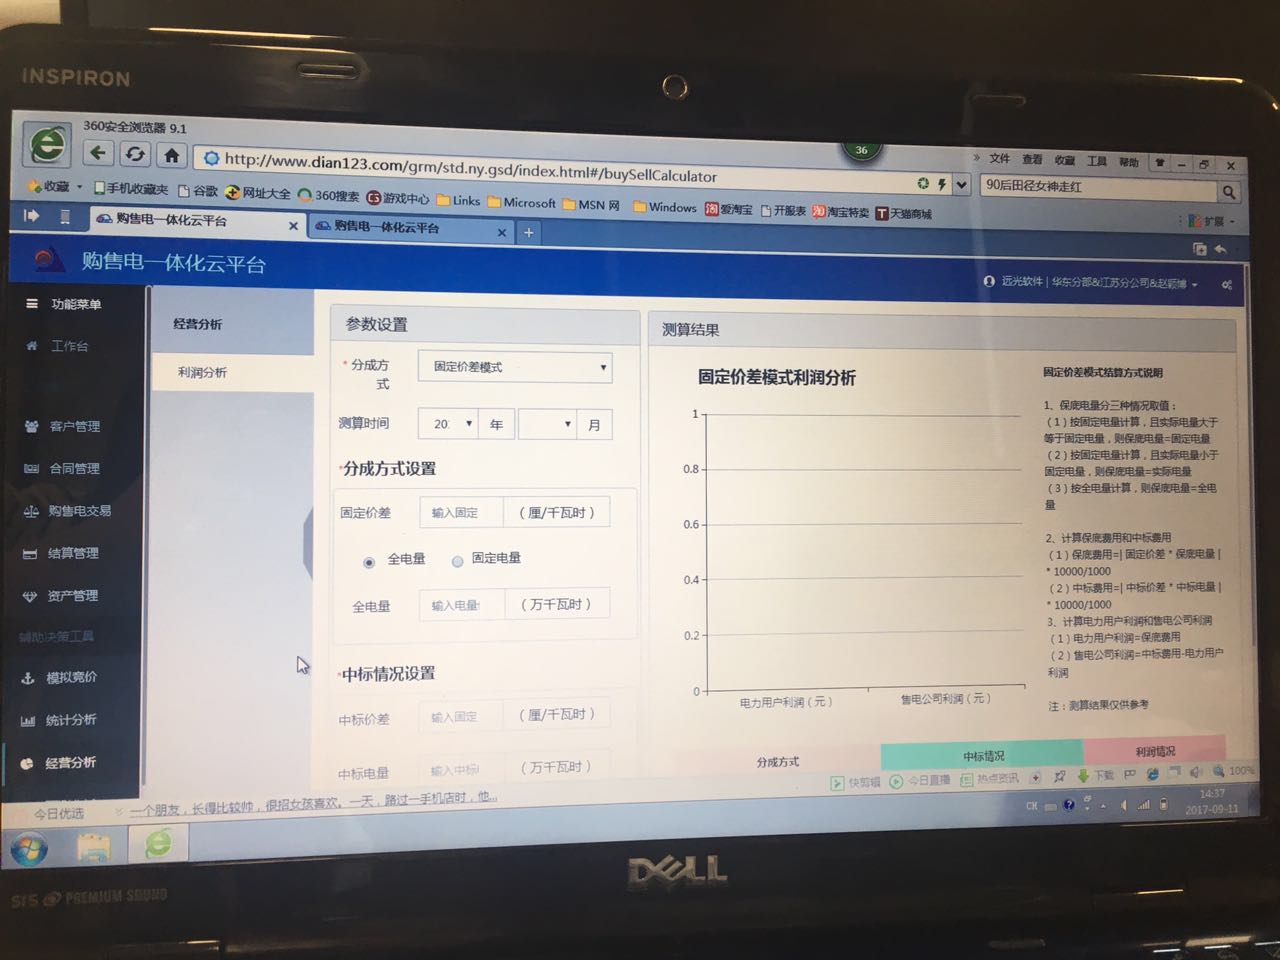 INSPIRON
360安全浏览器 9.1
36
文件 查看 收藏 工具 帮助
http://www.dian123.com/grm/std.ny.gsd/index.html#/buySellCalculator
90后田径女神走红
收藏 手机收藏夹 谷歌 网址大全 360搜索 游戏中心 Links Microsoft MSN 网 Windows 爱淘宝 开服表 淘宝特卖 天猫商城
扩展
购售电一体化云平台
购售电一体化云平台
购售电一体化云平台
远光软件 | 华东分部&江苏分公司&赵颖博
功能菜单
工作台
客户管理
合同管理
购售电交易
结算管理
资产管理
辅助决策工具
模拟竞价
统计分析
经营分析
经营分析
利润分析
参数设置
* 分成方式
固定价差模式
测算时间
20 年 月
*分成方式设置
固定价差 输入固定 （厘/千瓦时）
全电量 固定电量
全电量 输入电量 （万千瓦时）
*中标情况设置
中标价差 输入固定 （厘/千瓦时）
中标电量 输入中标 （万千瓦时）
测算结果
固定价差模式利润分析
1
0.8
0.6
0.4
0.2
0
电力用户利润（元）
售电公司利润（元）
固定价差模式结算方式说明
1、保底电量分三种情况取值：
（1）按固定电量计算，且实际电量大于
等于固定电量，则保底电量=固定电量
（2）按固定电量计算，且实际电量小于
固定电量，则保底电量=实际电量
（3）按全电量计算，则保底电量=全电
量
2、计算保底费用和中标费用
（1）保底费用=| 固定价差 * 保底电量 |
* 10000/1000
（2）中标费用=| 中标价差 * 中标电量 |
* 10000/1000
3、计算电力用户利润和售电公司利润
（1）电力用户利润=保底费用
（2）售电公司利润=中标费用-电力用户
利润
注：测算结果仅供参考
分成方式 中标情况 利润情况
今日优选 一个朋友，长得比较帅，很招女孩喜欢。一天，路过一手机店时，他...
快剪辑 今日直播 热点资讯 下载 100%
CH
14:37
2017-09-11
DELL
SRS PREMIUM SOUND